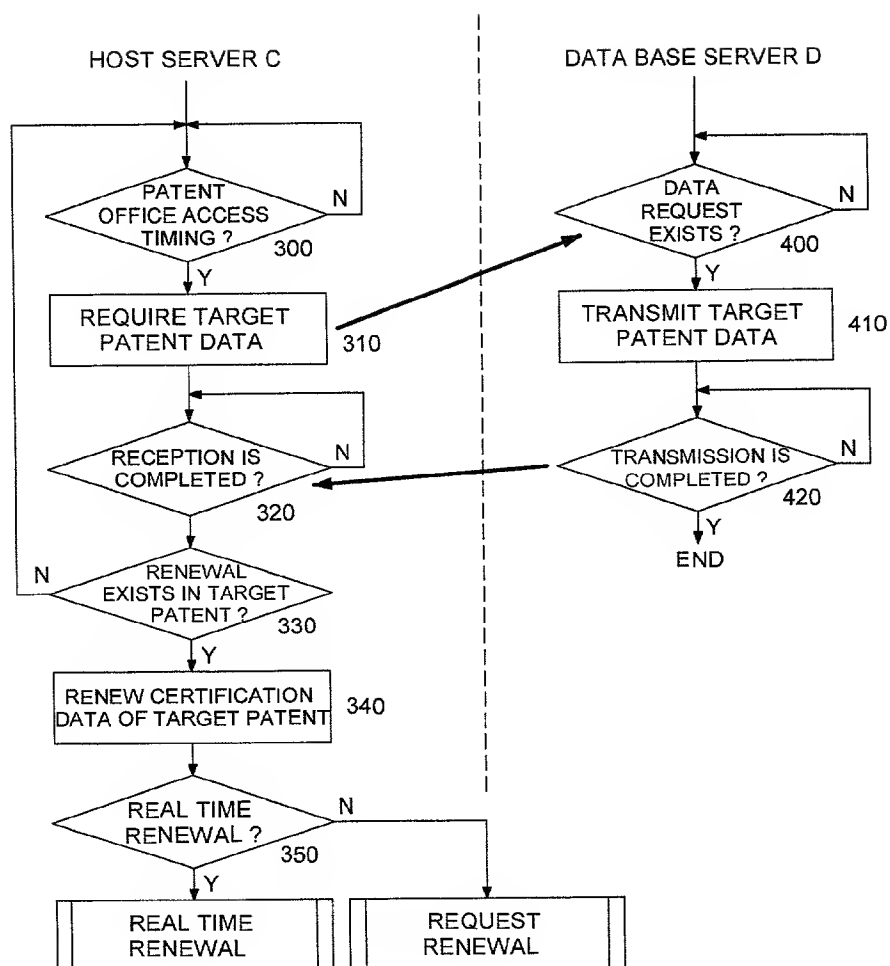 HOST SERVER C
PATENT
OFFICE ACCESS
TIMING ?
N
300
Y
REQUIRE TARGET
PATENT DATA
310
RECEPTION IS
COMPLETED ?
N
320
RENEWAL
EXISTS IN TARGET
PATENT ?
N
330
Y
RENEW CERTIFICATION
DATA OF TARGET PATENT
340
REAL TIME
RENEWAL ?
N
350
Y
REAL TIME
RENEWAL
REQUEST
RENEWAL
DATA BASE SERVER D
DATA
REQUEST
EXISTS ?
N
400
Y
TRANSMIT TARGET
PATENT DATA
410
TRANSMISSION IS
COMPLETED ?
N
420
Y
END